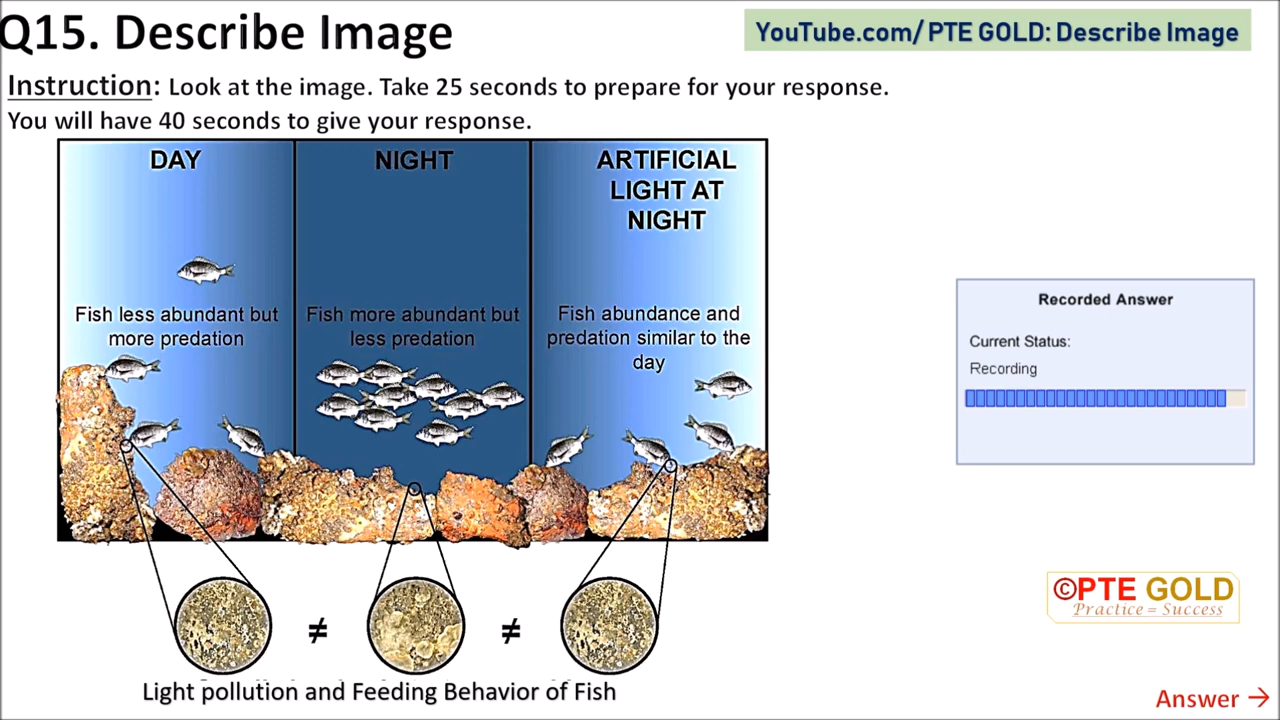 Q15. Describe Image
YouTube.com/ PTE GOLD: Describe Image
Instruction: Look at the image. Take 25 seconds to prepare for your response.
You will have 40 seconds to give your response.
DAY
NIGHT
ARTIFICIAL
LIGHT AT
NIGHT
Fish less abundant but
more predation
Fish more abundant but
less predation
Fish abundance and
predation similar to the
day
Recorded Answer
Current Status:
Recording
≠
≠
©PTE GOLD
Practice = Success
Light pollution and Feeding Behavior of Fish
Answer →